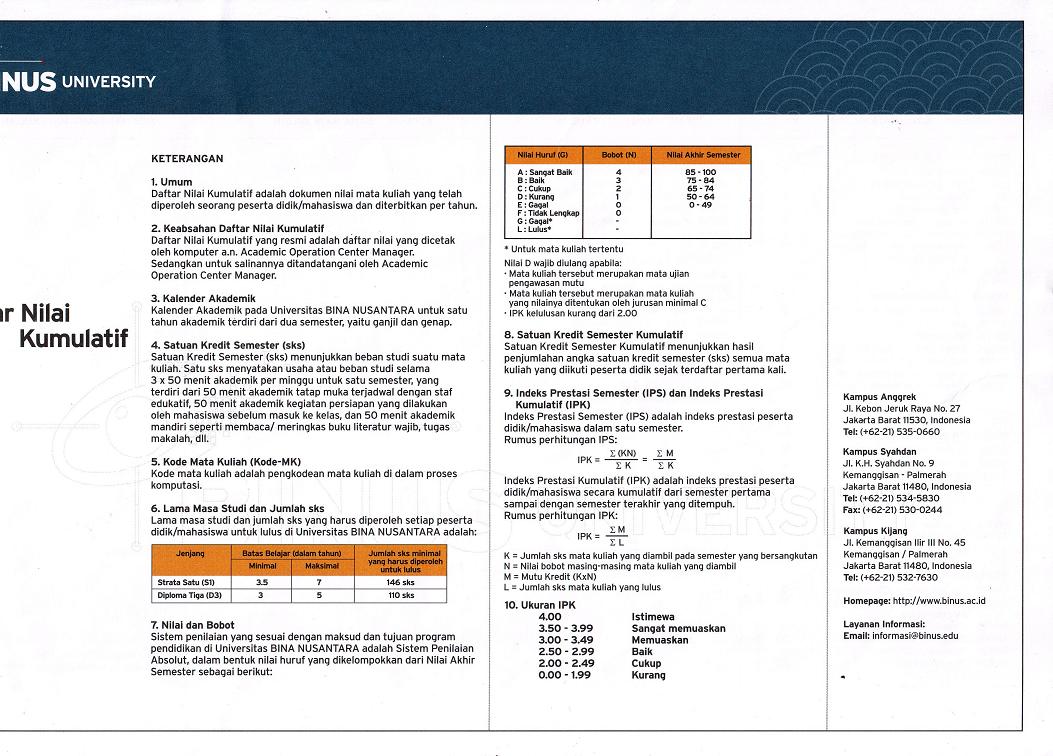 BINUS UNIVERSITY
Nilai
Kumulatif
KETERANGAN
1. Umum
Daftar Nilai Kumulatif adalah dokumen nilai mata kuliah yang telah
diperoleh seorang peserta didik/mahasiswa dan diterbitkan per tahun.
2. Keabsahan Daftar Nilai Kumulatif
Daftar Nilai Kumulatif yang resmi adalah daftar nilai yang dicetak
oleh komputer a.n. Academic Operation Center Manager.
Sedangkan untuk salinannya ditandatangani oleh Academic
Operation Center Manager.
3. Kalender Akademik
Kalender Akademik pada Universitas BINA NUSANTARA untuk satu
tahun akademik terdiri dari dua semester, yaitu ganjil dan genap.
4. Satuan Kredit Semester (sks)
Satuan Kredit Semester (sks) menunjukkan beban studi suatu mata
kuliah. Satu sks menyatakan usaha atau beban studi selama
3 x 50 menit akademik per minggu untuk satu semester, yang
terdiri dari 50 menit akademik tatap muka terjadwal dengan staf
edukatif, 50 menit akademik kegiatan persiapan yang dilakukan
oleh mahasiswa sebelum masuk ke kelas, dan 50 menit akademik
mandiri seperti membaca/ meringkas buku literatur wajib, tugas
makalah, dll.
5. Kode Mata Kuliah (Kode-MK)
Kode mata kuliah adalah pengkodean mata kuliah di dalam proses
komputasi.
6. Lama Masa Studi dan Jumlah sks
Lama masa studi dan jumlah sks yang harus diperoleh setiap peserta
didik/mahasiswa untuk lulus di Universitas BINA NUSANTARA adalah:
Jenjang Batas Belajar (dalam tahun) Jumlah sks minimal
yang harus diperoleh
untuk lulus
Minimal Maksimal
Strata Satu (S1) 3.5 7 146 sks
Diploma Tiga (D3) 3 5 110 sks
7. Nilai dan Bobot
Sistem penilaian yang sesuai dengan maksud dan tujuan program
pendidikan di Universitas BINA NUSANTARA adalah Sistem Penilaian
Absolut, dalam bentuk nilai huruf yang dikelompokkan dari Nilai Akhir
Semester sebagai berikut:
Nilai Huruf (G) Bobot (N) Nilai Akhir Semester
A : Sangat Baik 4 85 - 100
B : Baik 3 75 - 84
C : Cukup 2 65 - 74
D : Kurang 1 50 - 64
E : Gagal 0 0 - 49
F : Tidak Lengkap 0
G : Gagal* -
L : Lulus* -
* Untuk mata kuliah tertentu
Nilai D wajib diulang apabila:
· Mata kuliah tersebut merupakan mata ujian
pengawasan mutu
· Mata kuliah tersebut merupakan mata kuliah
yang nilainya ditentukan oleh jurusan minimal C
· IPK kelulusan kurang dari 2.00
8. Satuan Kredit Semester Kumulatif
Satuan Kredit Semester Kumulatif menunjukkan hasil
penjumlahan angka satuan kredit semester (sks) semua mata
kuliah yang diikuti peserta didik sejak terdaftar pertama kali.
9. Indeks Prestasi Semester (IPS) dan Indeks Prestasi
Kumulatif (IPK)
Indeks Prestasi Semester (IPS) adalah indeks prestasi peserta
didik/mahasiswa dalam satu semester.
Rumus perhitungan IPS:
IPK = Σ (KN) / Σ K = Σ M / Σ K
Indeks Prestasi Kumulatif (IPK) adalah indeks prestasi peserta
didik/mahasiswa secara kumulatif dari semester pertama
sampai dengan semester terakhir yang ditempuh.
Rumus perhitungan IPK:
IPK = Σ M / Σ L
K = Jumlah sks mata kuliah yang diambil pada semester yang bersangkutan
N = Nilai bobot masing-masing mata kuliah yang diambil
M = Mutu Kredit (KxN)
L = Jumlah sks mata kuliah yang lulus
10. Ukuran IPK
4.00 Istimewa
3.50 - 3.99 Sangat memuaskan
3.00 - 3.49 Memuaskan
2.50 - 2.99 Baik
2.00 - 2.49 Cukup
0.00 - 1.99 Kurang
Kampus Anggrek
Jl. Kebon Jeruk Raya No. 27
Jakarta Barat 11530, Indonesia
Tel: (+62-21) 535-0660
Kampus Syahdan
Jl. K.H. Syahdan No. 9
Kemanggisan - Palmerah
Jakarta Barat 11480, Indonesia
Tel: (+62-21) 534-5830
Fax: (+62-21) 530-0244
Kampus Kijang
Jl. Kemanggisan Ilir III No. 45
Kemanggisan / Palmerah
Jakarta Barat 11480, Indonesia
Tel: (+62-21) 532-7630
Homepage: http://www.binus.ac.id
Layanan Informasi:
Email: informasi@binus.edu